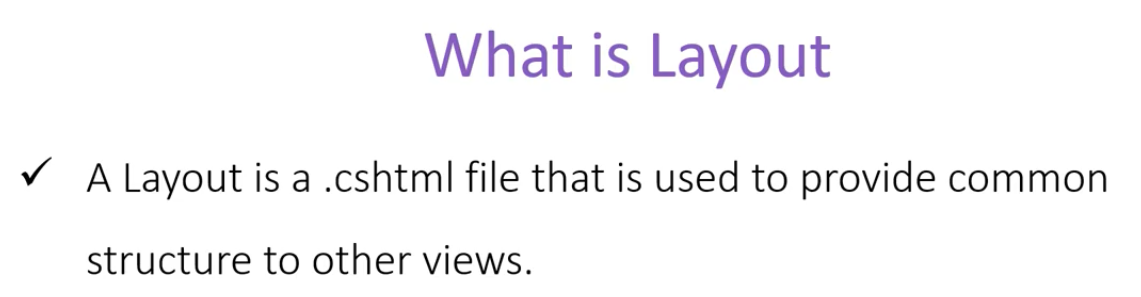 What is Layout
✓ A Layout is a .cshtml file that is used to provide common
structure to other views.